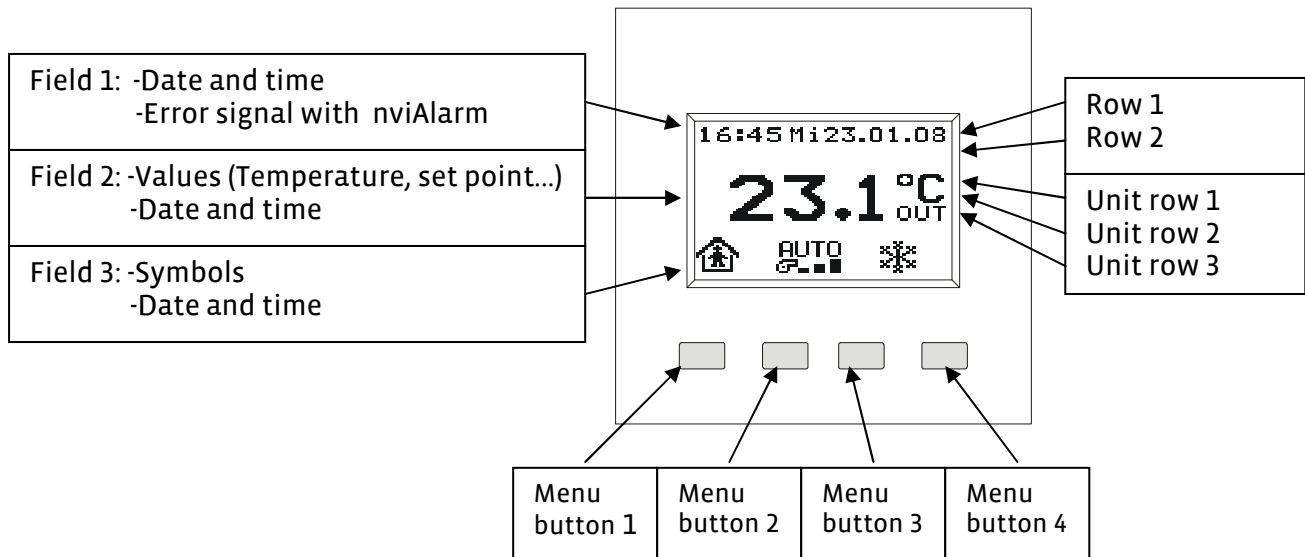 Field 1: -Date and time
-Error signal with nviAlarm
Field 2: -Values (Temperature, set point...)
-Date and time
Field 3: -Symbols
-Date and time
16:45 Mi23.01.08
23.1 °C
OUT
AUTO
Row 1
Row 2
Unit row 1
Unit row 2
Unit row 3
Menu
button 1
Menu
button 2
Menu
button 3
Menu
button 4